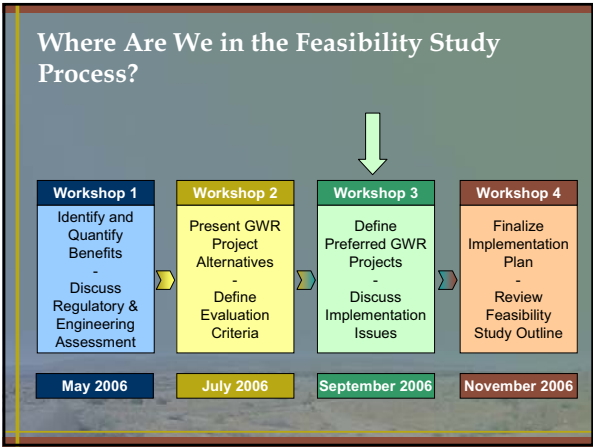 Where Are We in the Feasibility Study
Process?
Workshop 1
Identify and
Quantify
Benefits
-
Discuss
Regulatory &
Engineering
Assessment
May 2006
Workshop 2
Present GWR
Project
Alternatives
-
Define
Evaluation
Criteria
July 2006
Workshop 3
Define
Preferred GWR
Projects
-
Discuss
Implementation
Issues
September 2006
Workshop 4
Finalize
Implementation
Plan
-
Review
Feasibility
Study Outline
November 2006